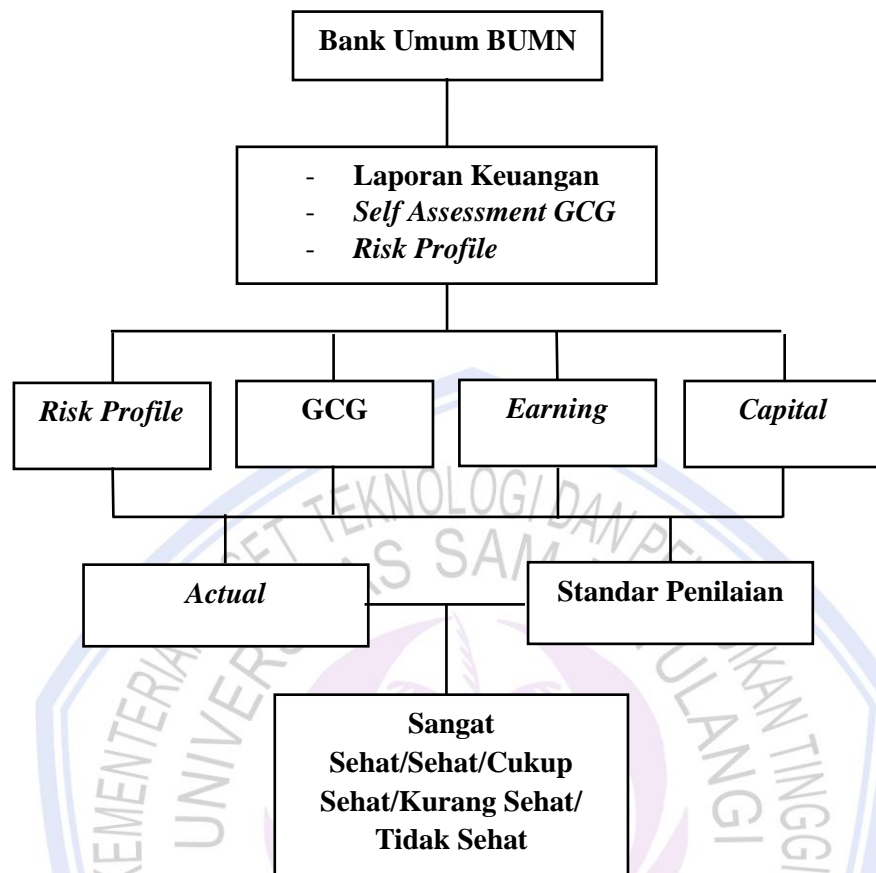 Bank Umum BUMN
- Laporan Keuangan
- Self Assessment GCG
- Risk Profile
Risk Profile
GCG
Earning
Capital
Actual
Standar Penilaian
Sangat
Sehat/Sehat/Cukup
Sehat/Kurang Sehat/
Tidak Sehat